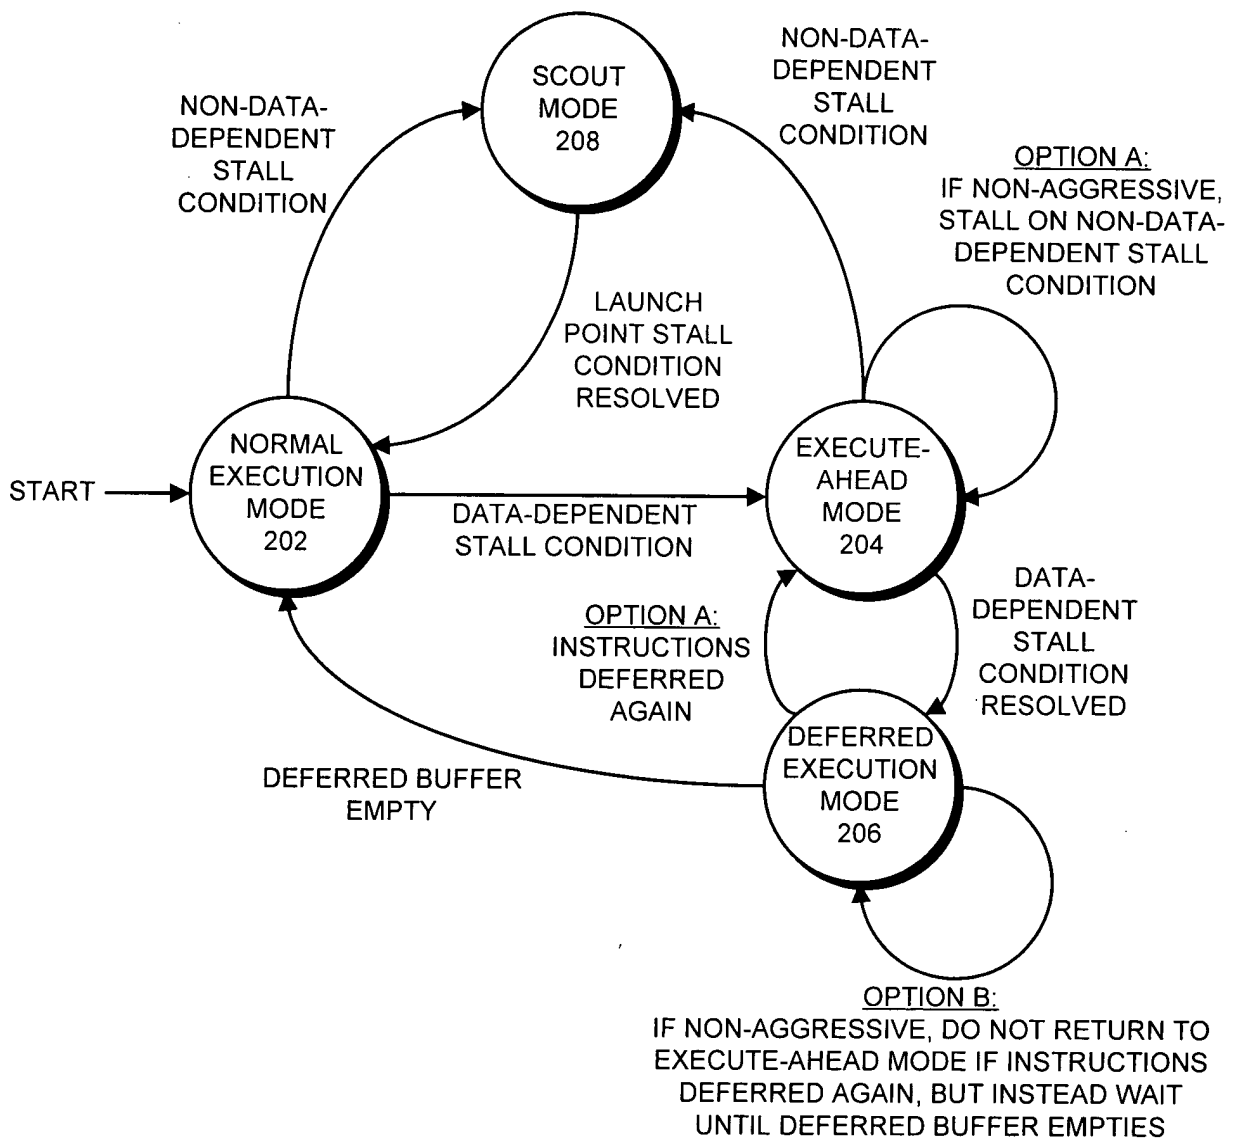 SCOUT
MODE
208
NON-DATA-
DEPENDENT
STALL
CONDITION
NON-DATA-
DEPENDENT
STALL
CONDITION
OPTION A:
IF NON-AGGRESSIVE,
STALL ON NON-DATA-
DEPENDENT STALL
CONDITION
LAUNCH
POINT STALL
CONDITION
RESOLVED
START
NORMAL
EXECUTION
MODE
202
DATA-DEPENDENT
STALL CONDITION
EXECUTE-
AHEAD
MODE
204
OPTION A:
INSTRUCTIONS
DEFERRED
AGAIN
DATA-
DEPENDENT
STALL
CONDITION
RESOLVED
DEFERRED
EXECUTION
MODE
206
DEFERRED BUFFER
EMPTY
OPTION B:
IF NON-AGGRESSIVE, DO NOT RETURN TO
EXECUTE-AHEAD MODE IF INSTRUCTIONS
DEFERRED AGAIN, BUT INSTEAD WAIT
UNTIL DEFERRED BUFFER EMPTIES